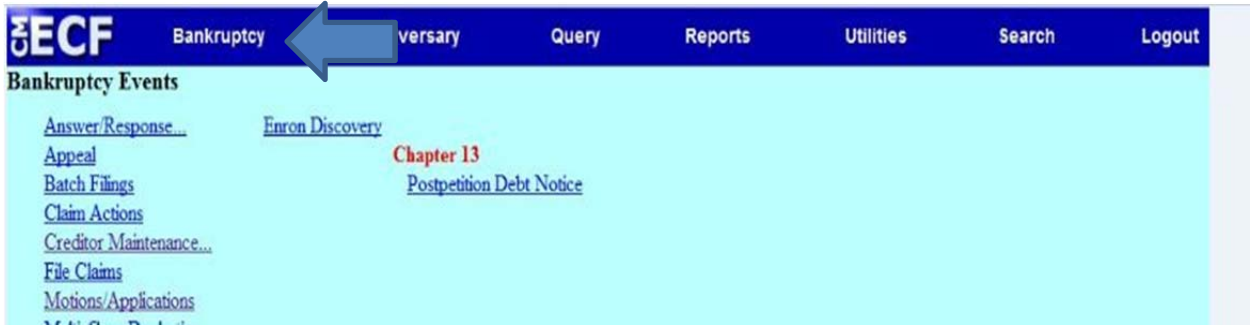 CM ECF Bankruptcy versary Query Reports Utilities Search Logout
Bankruptcy Events
Answer/Response... Enron Discovery
Appeal Chapter 13
Batch Filings Postpetition Debt Notice
Claim Actions
Creditor Maintenance...
File Claims
Motions/Applications